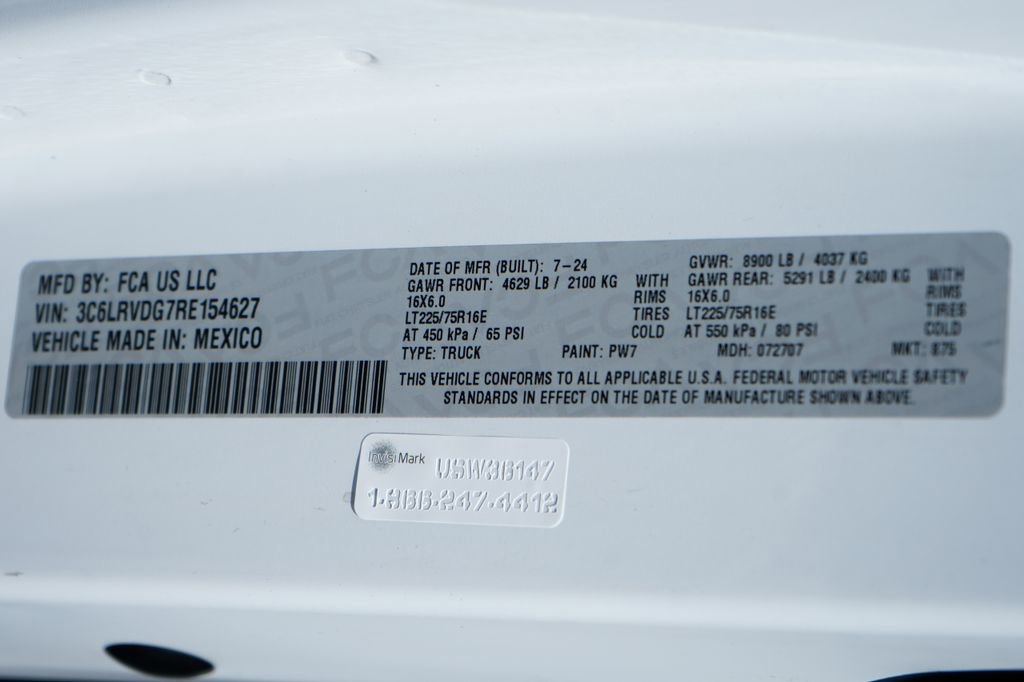 MFD BY: FCA US LLC
VIN: 3C6LRVDG7RE154627
VEHICLE MADE IN: MEXICO
DATE OF MFR (BUILT): 7-24
GAWR FRONT: 4629 LB / 2100 KG WITH
16X6.0 RIMS
LT225/75R16E TIRES
AT 450 kPa / 65 PSI COLD
GVWR: 8900 LB / 4037 KG
GAWR REAR: 5291 LB / 2400 KG WITH
16X6.0 RIMS
LT225/75R16E TIRES
AT 550 kPa / 80 PSI COLD
TYPE: TRUCK PAINT: PW7 MDH: 072707 MKT: 875
THIS VEHICLE CONFORMS TO ALL APPLICABLE U.S.A. FEDERAL MOTOR VEHICLE SAFETY
STANDARDS IN EFFECT ON THE DATE OF MANUFACTURE SHOWN ABOVE.
InvisiMark USW36147
1-866-247-4412